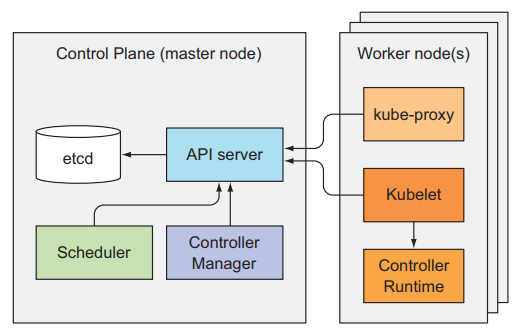 Control Plane (master node)
Worker node(s)
kube-proxy
etcd
API server
Kubelet
Scheduler
Controller
Manager
Controller
Runtime